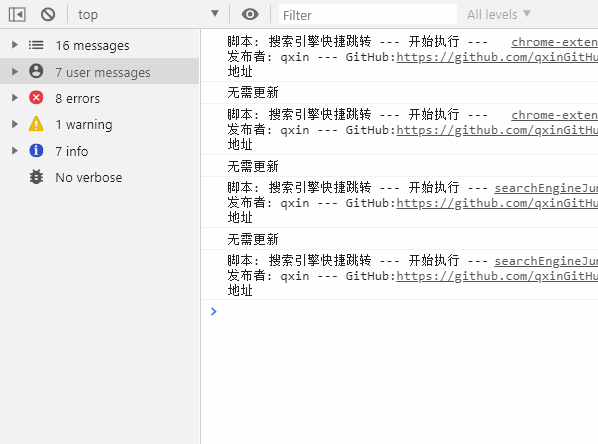 top
Filter
All levels
16 messages
7 user messages
8 errors
1 warning
7 info
No verbose
脚本: 搜索引擎快捷跳转 --- 开始执行 --- chrome-exten
发布者: qxin --- GitHub:https://github.com/qxinGitHu
地址
无需更新
脚本: 搜索引擎快捷跳转 --- 开始执行 --- chrome-exten
发布者: qxin --- GitHub:https://github.com/qxinGitHu
地址
无需更新
脚本: 搜索引擎快捷跳转 --- 开始执行 --- searchEngineJum
发布者: qxin --- GitHub:https://github.com/qxinGitHu
地址
无需更新
脚本: 搜索引擎快捷跳转 --- 开始执行 --- searchEngineJum
发布者: qxin --- GitHub:https://github.com/qxinGitHu
地址